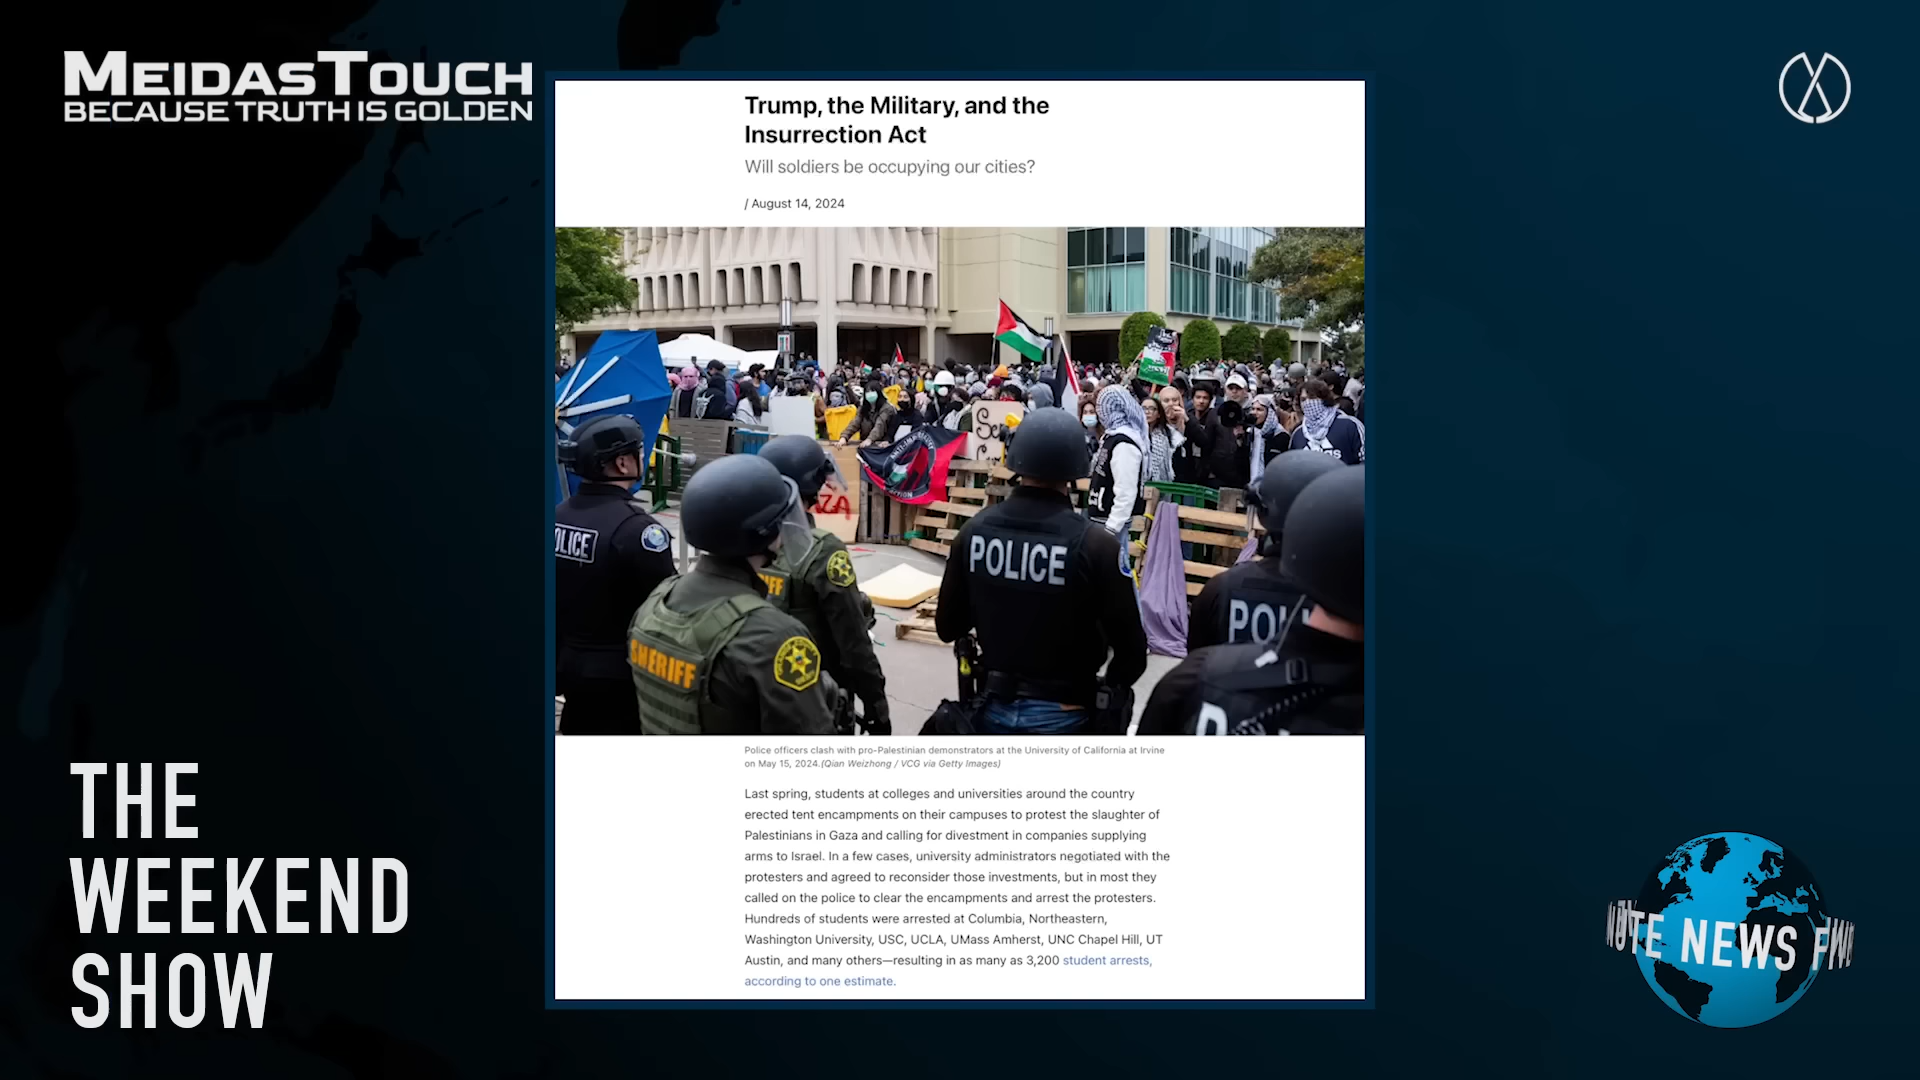 MEIDASTOUCH
BECAUSE TRUTH IS GOLDEN
Trump, the Military, and the
Insurrection Act
Will soldiers be occupying our cities?
/ August 14, 2024
POLICE
SHERIFF
POLICE
Police officers clash with pro-Palestinian demonstrators at the University of California at Irvine
on May 15, 2024.(Qian Weizhong / VCG via Getty Images)
Last spring, students at colleges and universities around the country
erected tent encampments on their campuses to protest the slaughter of
Palestinians in Gaza and calling for divestment in companies supplying
arms to Israel. In a few cases, university administrators negotiated with the
protesters and agreed to reconsider those investments, but in most they
called on the police to clear the encampments and arrest the protesters.
Hundreds of students were arrested at Columbia, Northeastern,
Washington University, USC, UCLA, UMass Amherst, UNC Chapel Hill, UT
Austin, and many others—resulting in as many as 3,200 student arrests,
according to one estimate.
THE
WEEKEND
SHOW
NEWS